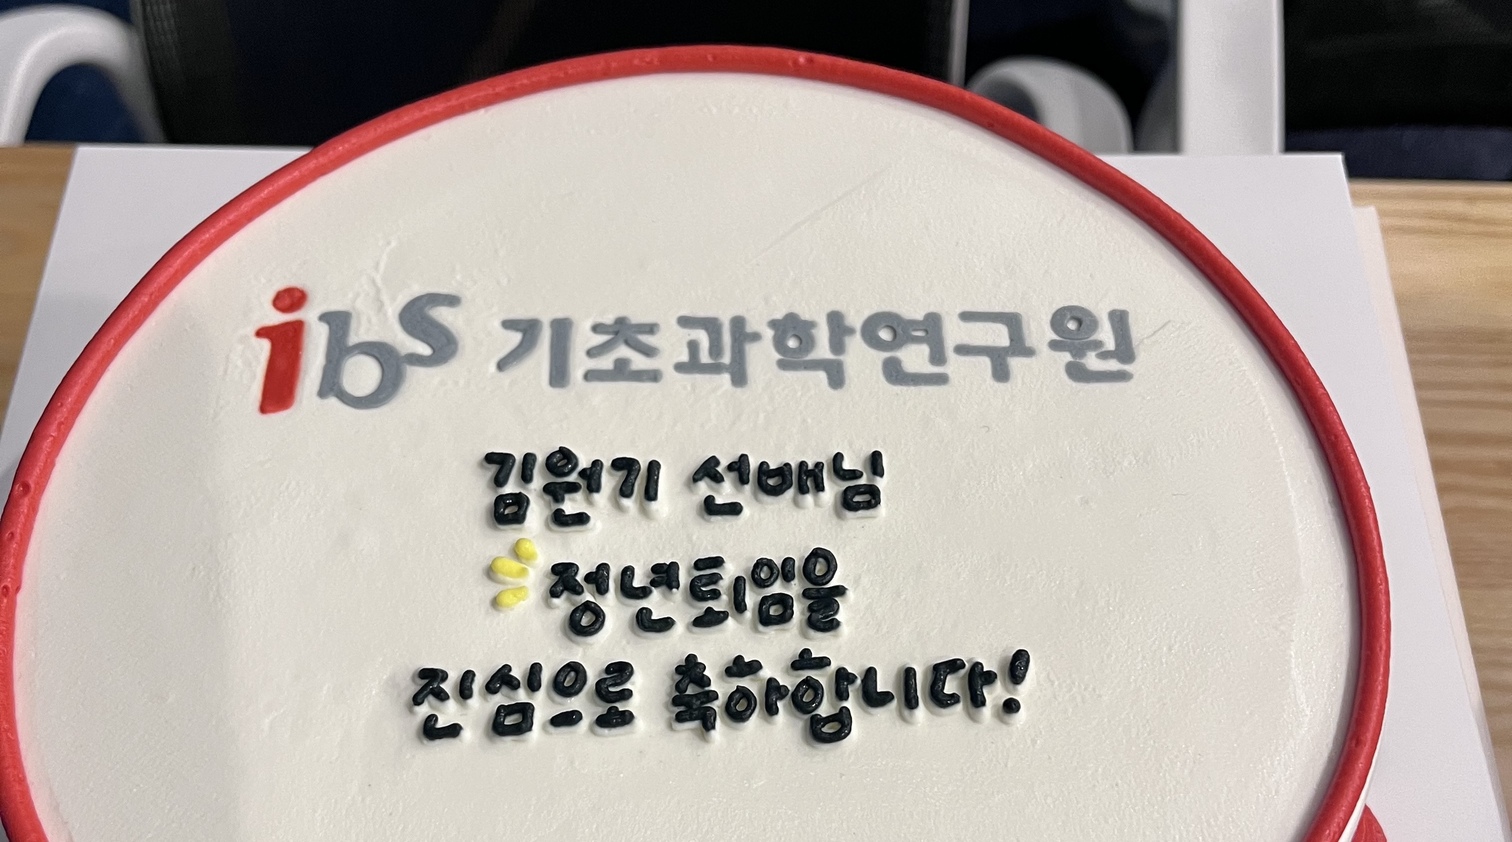 ibs 기초과학연구원
김원기 선배님
정년퇴임을
진심으로 축하합니다!